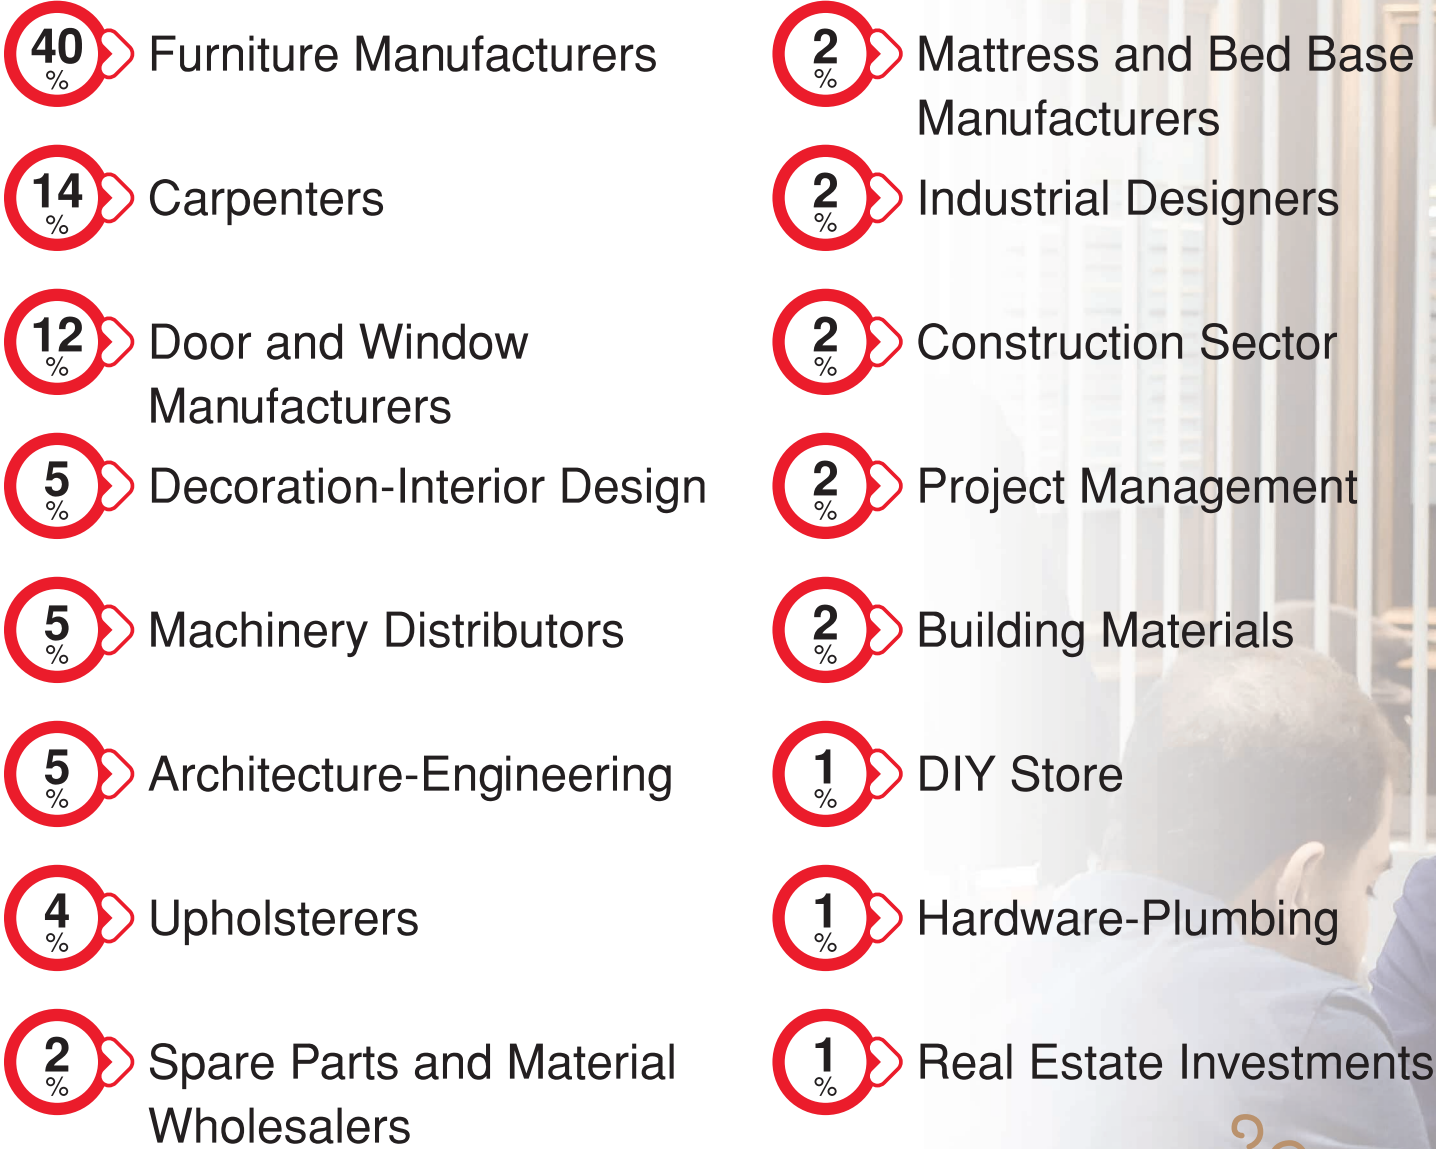 40
%
Furniture Manufacturers
14
%
Carpenters
12
%
Door and Window
Manufacturers
5
%
Decoration-Interior Design
5
%
Machinery Distributors
5
%
Architecture-Engineering
4
%
Upholsterers
2
%
Spare Parts and Material
Wholesalers
2
%
Mattress and Bed Base
Manufacturers
2
%
Industrial Designers
2
%
Construction Sector
2
%
Project Management
2
%
Building Materials
1
%
DIY Store
1
%
Hardware-Plumbing
1
%
Real Estate Investments